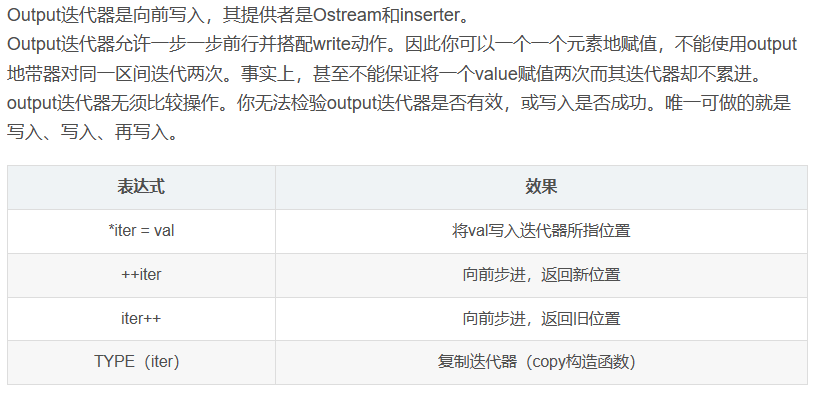 Output迭代器是向前写入，其提供者是Ostream和inserter。
Output迭代器允许一步一步前行并搭配write动作。因此你可以一个一个元素地赋值，不能使用output
地带器对同一区间迭代两次。事实上，甚至不能保证将一个value赋值两次而其迭代器却不累进。
output迭代器无须比较操作。你无法检验output迭代器是否有效，或写入是否成功。唯一可做的就是
写入、写入、再写入。
表达式 效果
*iter = val 将val写入迭代器所指位置
++iter 向前步进，返回新位置
iter++ 向前步进，返回旧位置
TYPE（iter） 复制迭代器（copy构造函数）